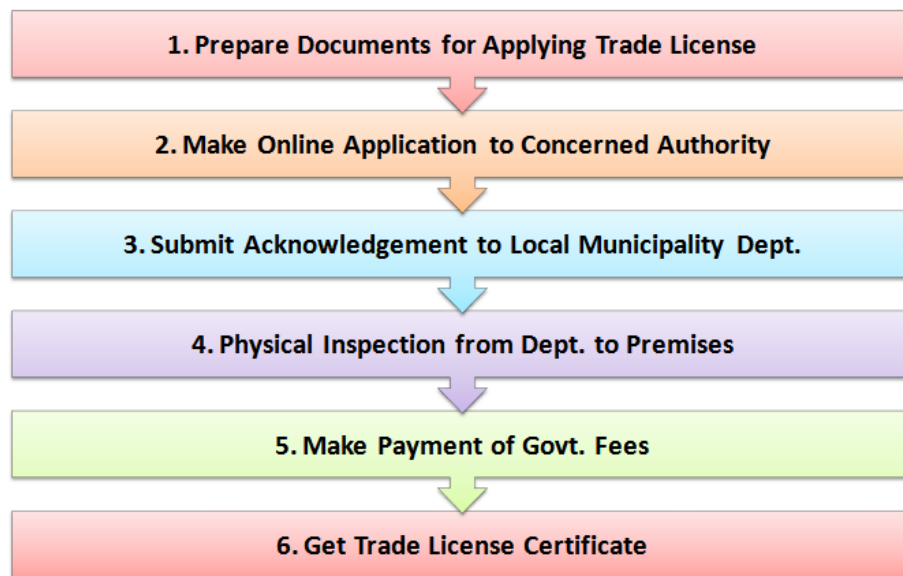 1. Prepare Documents for Applying Trade License
2. Make Online Application to Concerned Authority
3. Submit Acknowledgement to Local Municipality Dept.
4. Physical Inspection from Dept. to Premises
5. Make Payment of Govt. Fees
6. Get Trade License Certificate